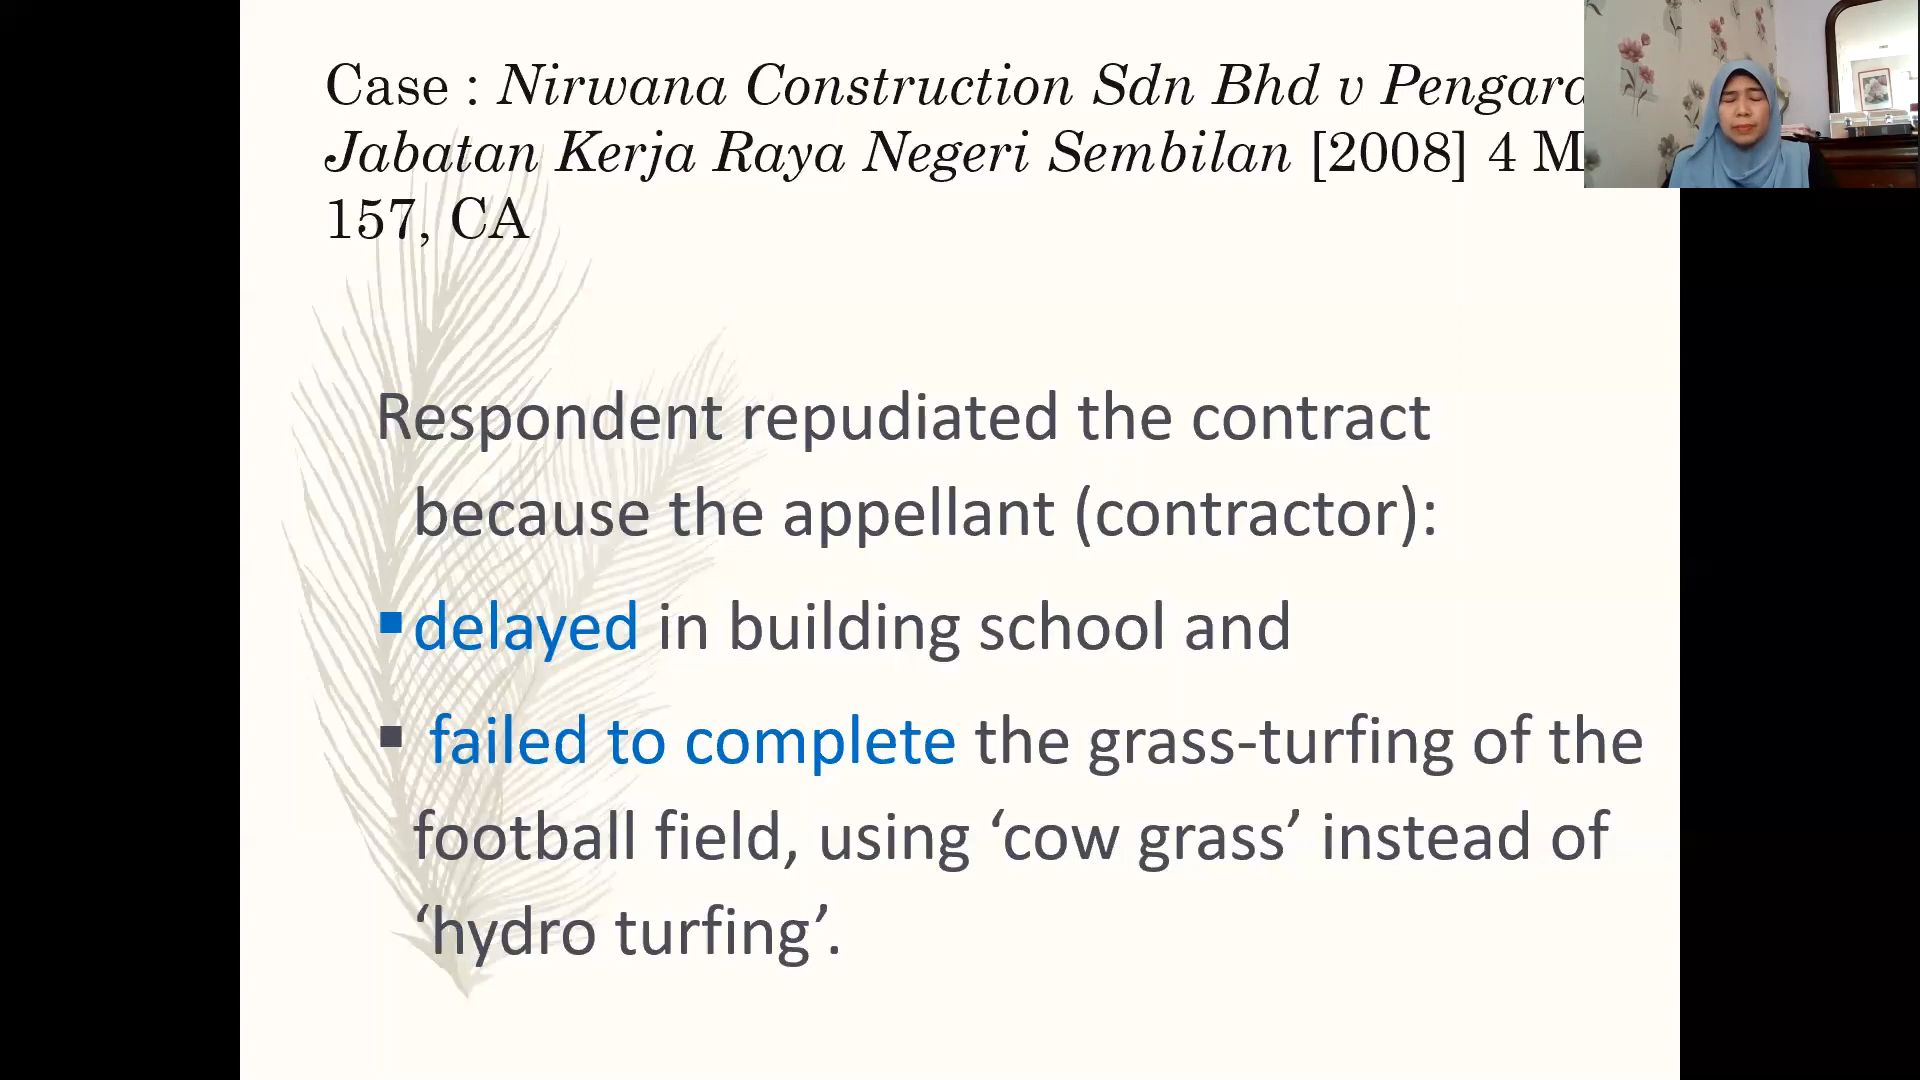 Case : Nirwana Construction Sdn Bhd v
Jabatan Kerja Raya Negeri Sembilan [2008] 4
157, CA
Respondent repudiated the contract
because the appellant (contractor):
▪delayed in building school and
▪ failed to complete the grass-turfing of the
football field, using ‘cow grass’ instead of
‘hydro turfing’.